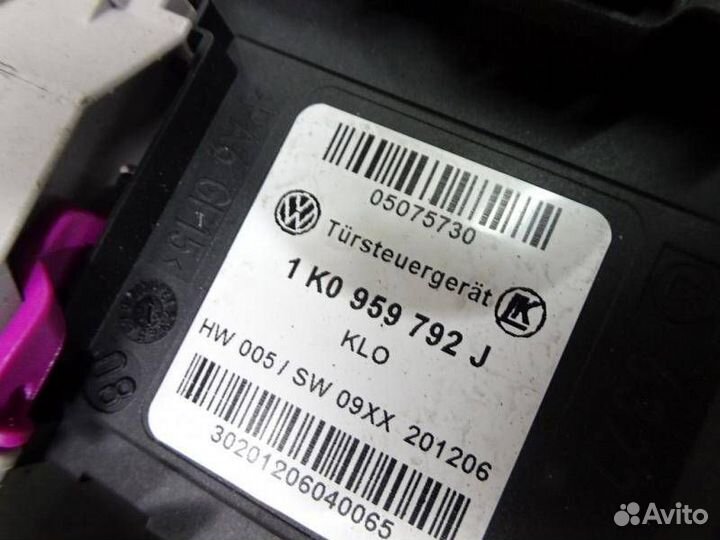 05075730
Türsteuergerät
1 K0 959 792 J
KLO
HW 005 / SW 09XX 201206
30201206040065
Avito